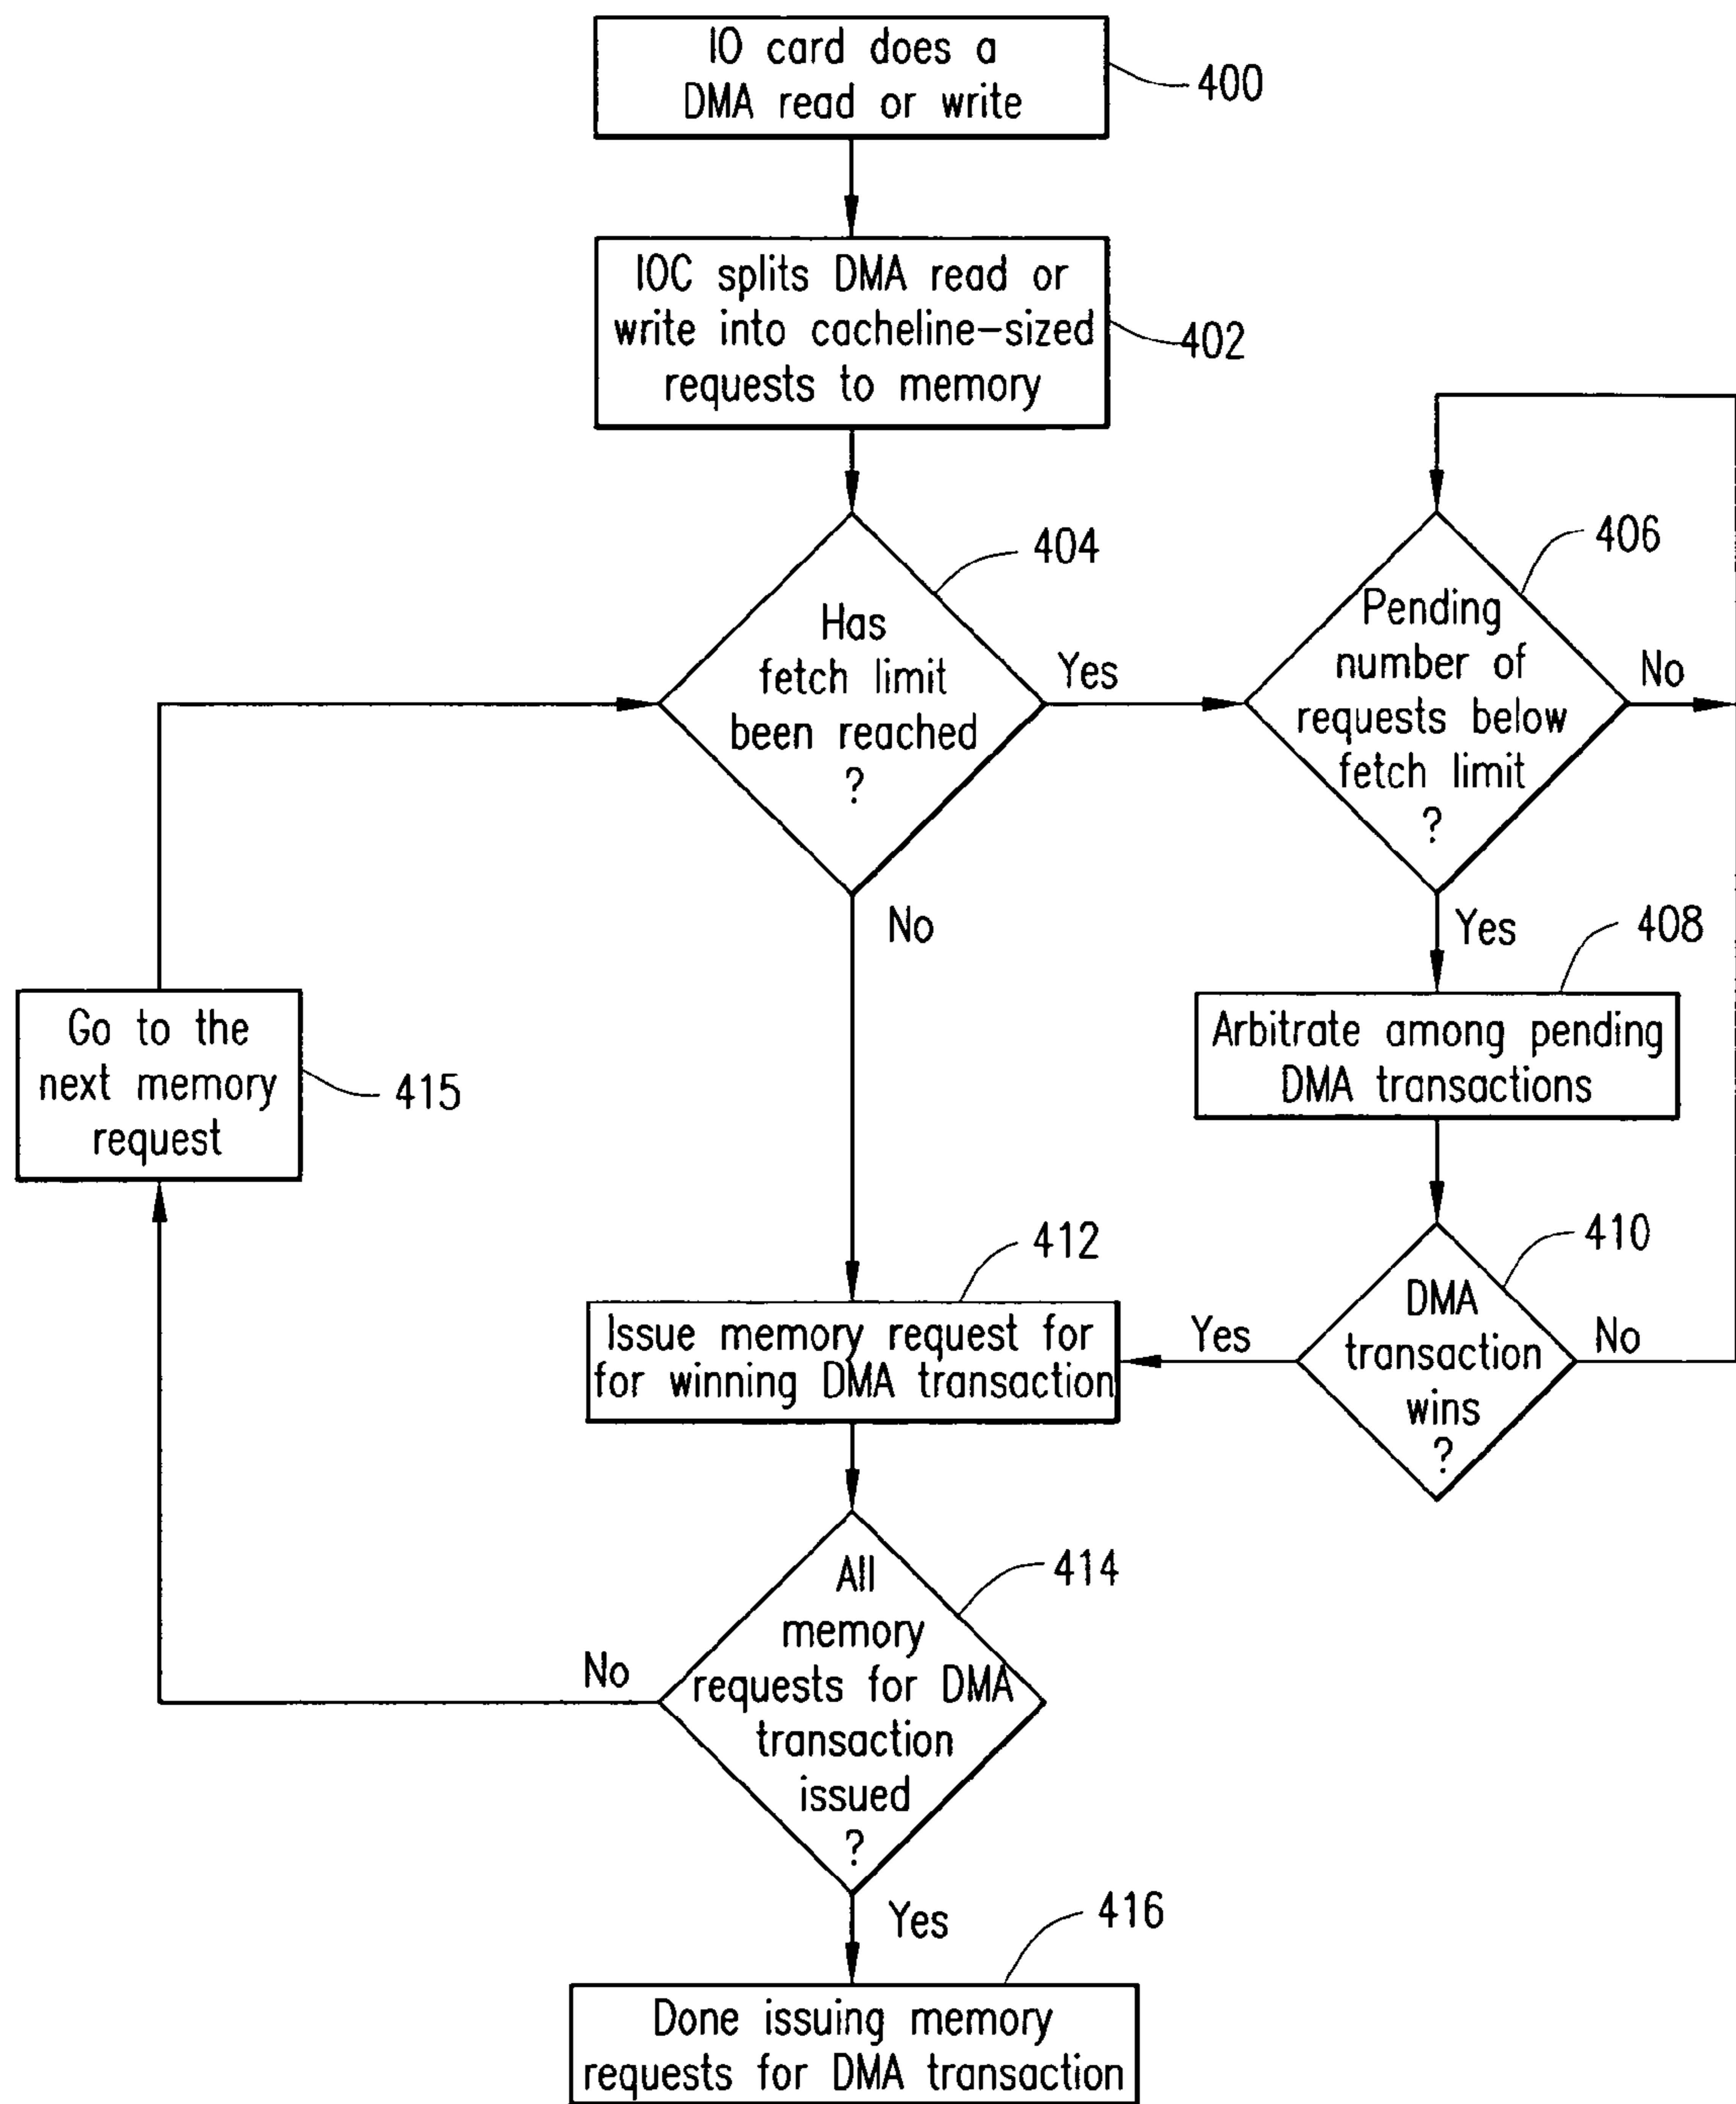 IO card does a
DMA read or write
400
IOC splits DMA read or
write into cacheline-sized
requests to memory
402
Has
fetch limit
been reached
?
404
Yes
No
Pending
number of
requests below
fetch limit
?
406
No
Yes
Arbitrate among pending
DMA transactions
408
DMA
transaction
wins
?
410
No
Yes
Issue memory request for
for winning DMA transaction
412
All
memory
requests for DMA
transaction
issued
?
414
No
Yes
Go to the
next memory
request
415
Done issuing memory
requests for DMA transaction
416